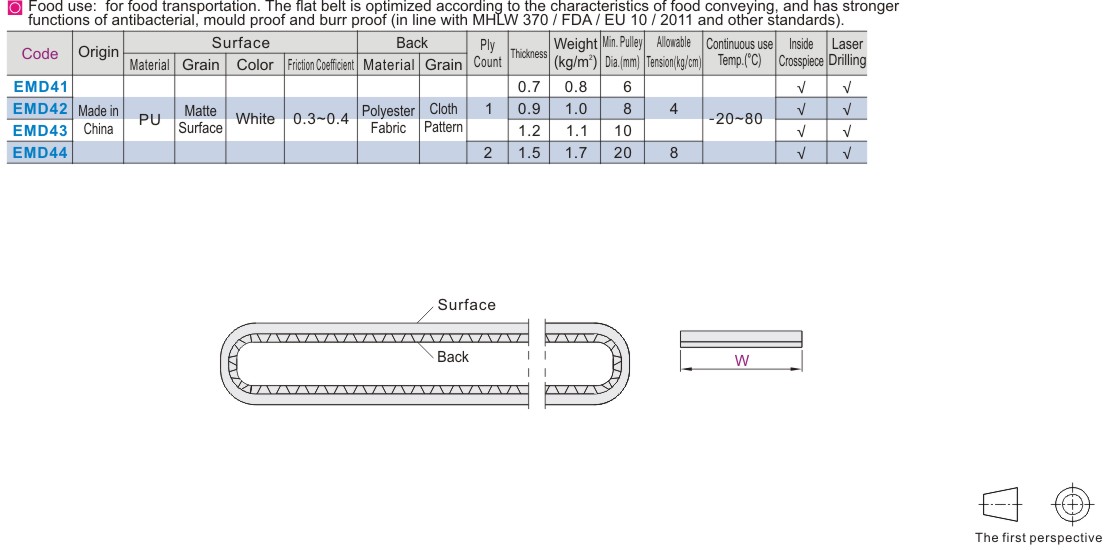 Food use: for food transportation. The flat belt is optimized according to the characteristics of food conveying, and has stronger
functions of antibacterial, mould proof and burr proof (in line with MHLW 370 / FDA / EU 10 / 2011 and other standards).
Code Origin Surface Back Ply Count Thickness Weight (kg/m²) Min. Pulley Dia.(mm) Allowable Tension(kg/cm) Continuous use Temp.(°C) Inside Crosspiece Laser Drilling
Material Grain Color Friction Coefficient Material Grain
EMD41 0.7 0.8 6 √ √
EMD42 Made in China PU Matte Surface White 0.3~0.4 Polyester Fabric Cloth Pattern 1 0.9 1.0 8 4 -20~80 √ √
EMD43 1.2 1.1 10 √ √
EMD44 2 1.5 1.7 20 8 √ √
Surface
Back
W
The first perspective